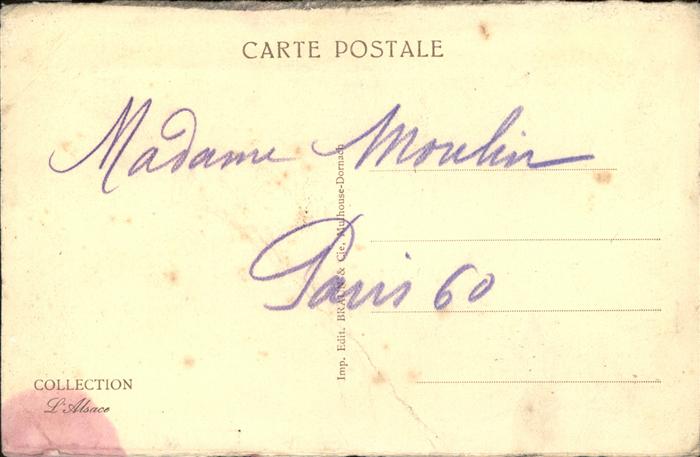 CARTE POSTALE
Madame Moulin
Paris 60
Imp. Edit. BRAUN & Cie, Mulhouse-Dornach
COLLECTION
L'Alsace